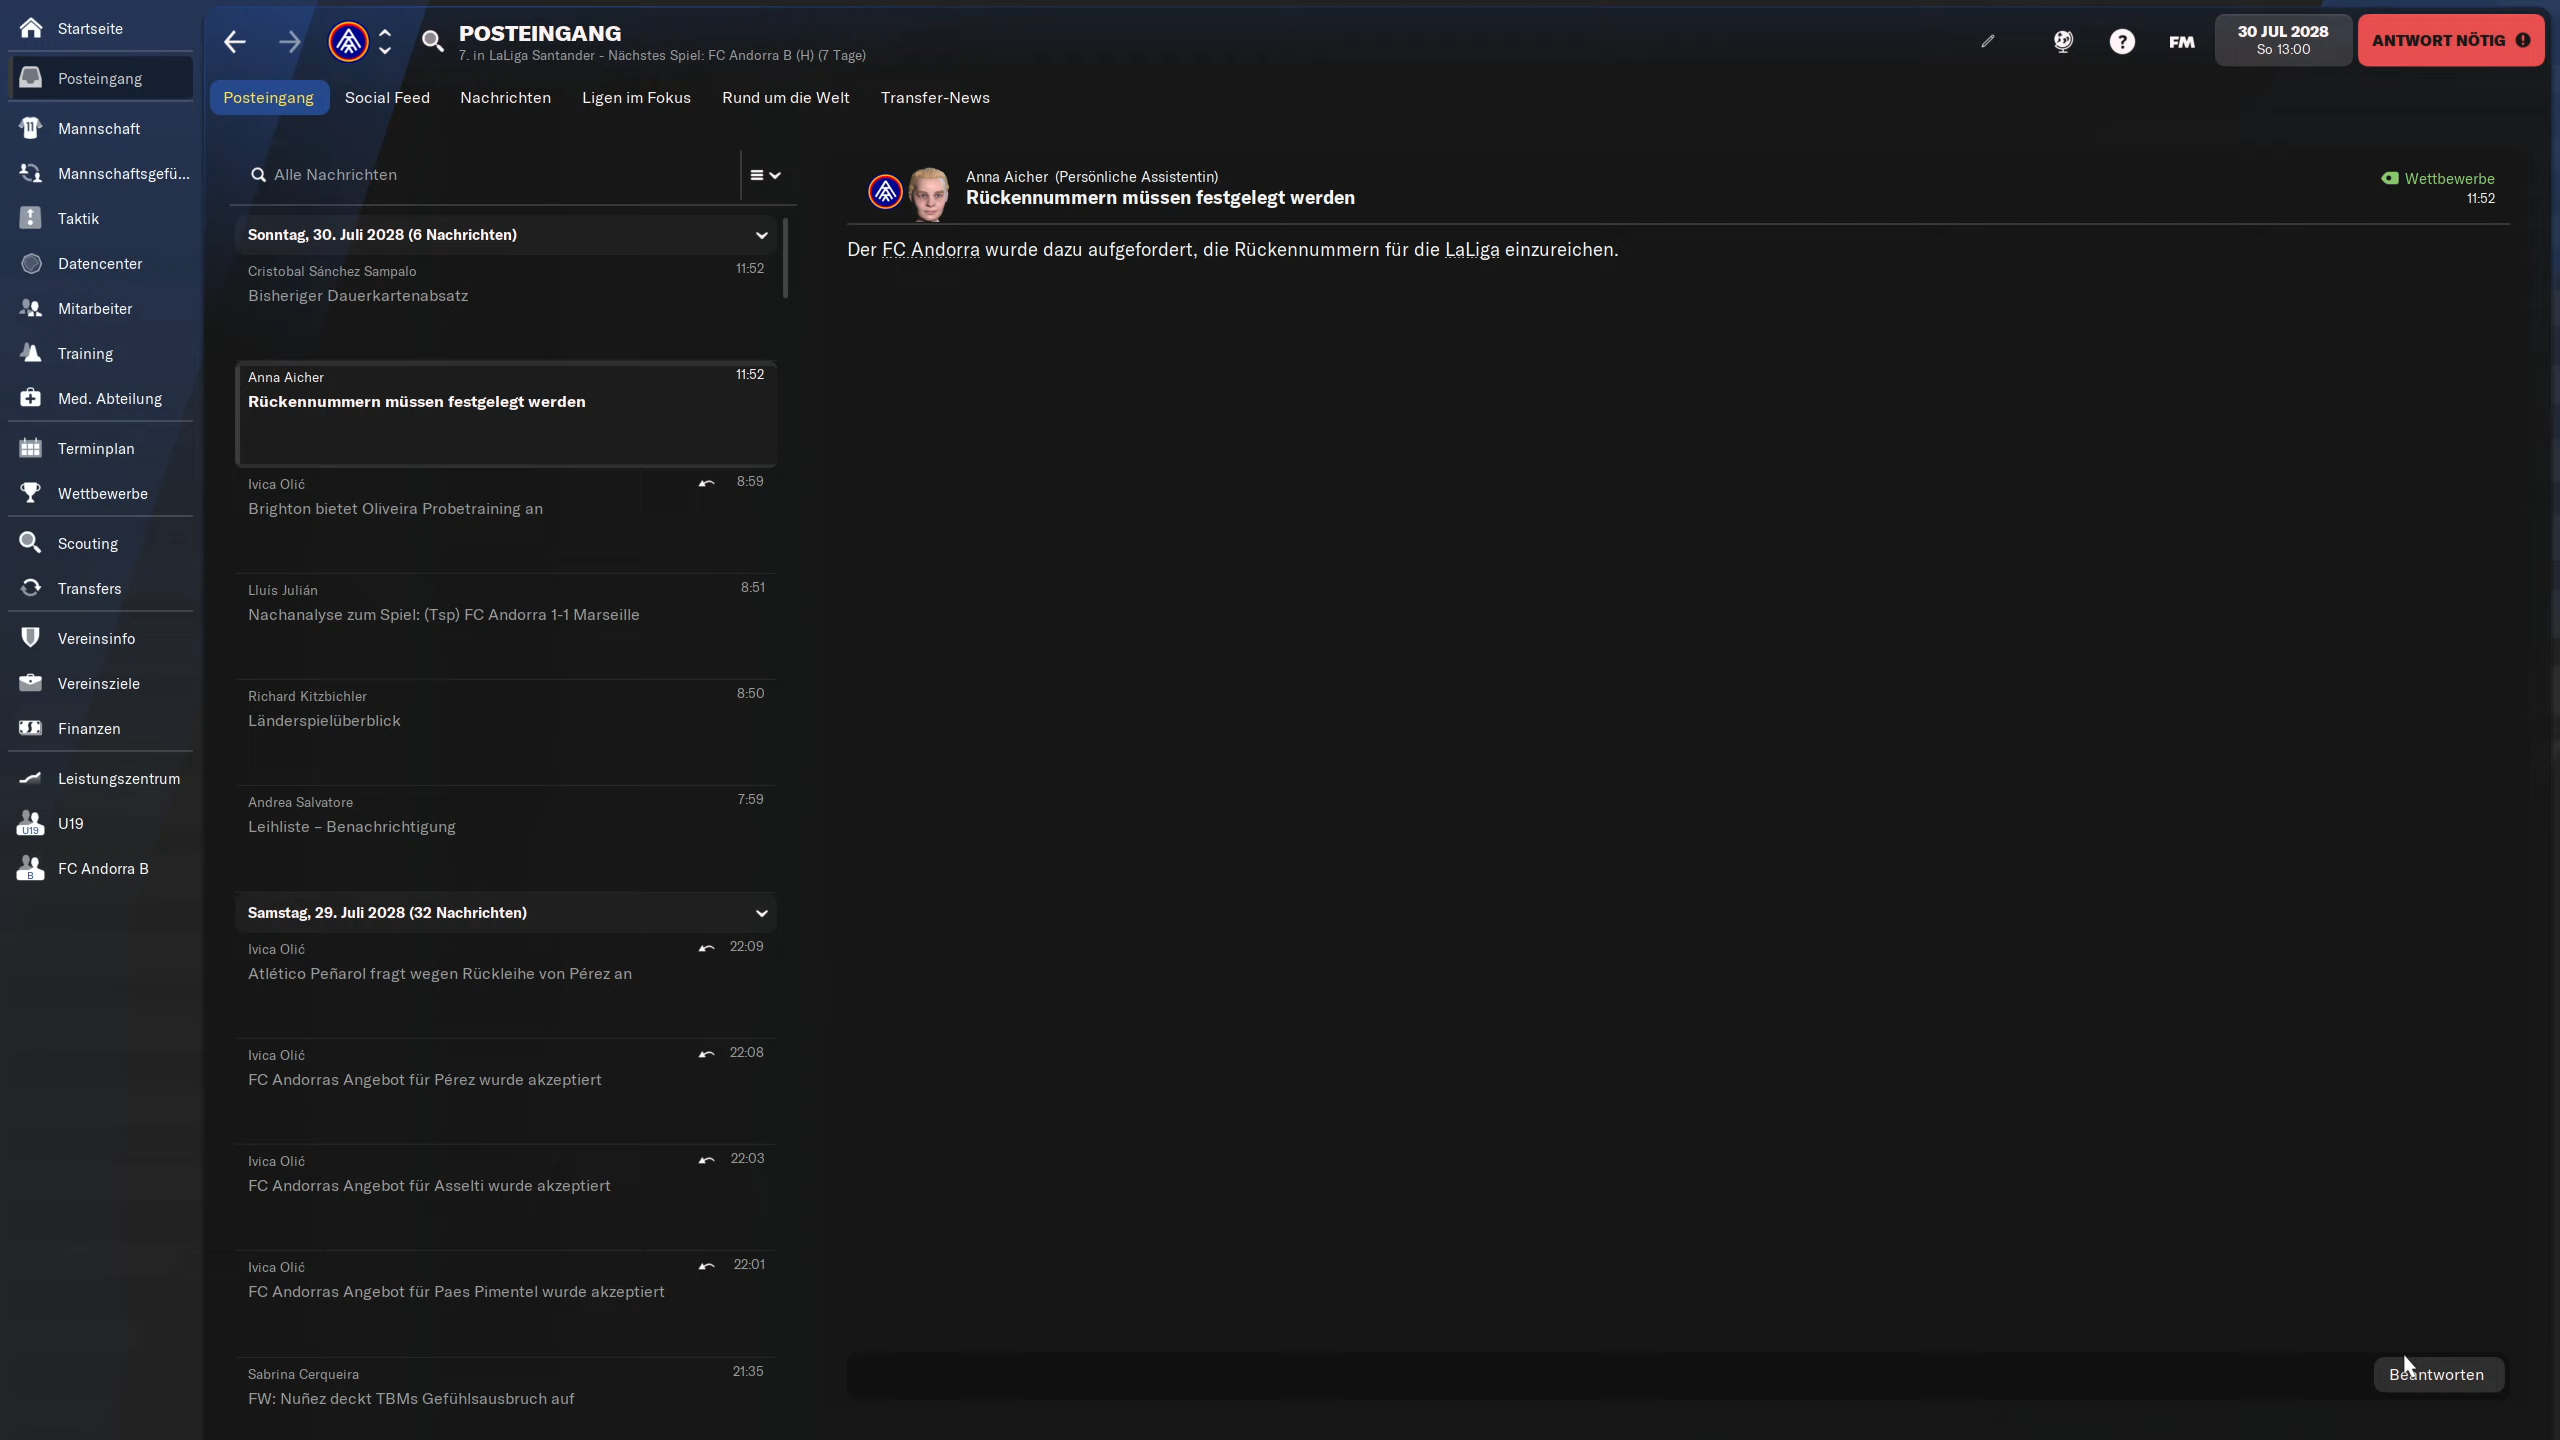 Startseite
Posteingang
Mannschaft
Mannschaftsgefü...
Taktik
Datencenter
Mitarbeiter
Training
Med. Abteilung
Terminplan
Wettbewerbe
Scouting
Transfers
Vereinsinfo
Vereinsziele
Finanzen
Leistungszentrum
U19
U19
B
FC Andorra B
POSTEINGANG
7. in LaLiga Santander - Nächstes Spiel: FC Andorra B (H) (7 Tage)
FM
30 JUL 2028
So 13:00
ANTWORT NÖTIG
Posteingang
Social Feed
Nachrichten
Ligen im Fokus
Rund um die Welt
Transfer-News
Alle Nachrichten
Sonntag, 30. Juli 2028 (6 Nachrichten)
Cristobal Sánchez Sampalo 11:52
Bisheriger Dauerkartenabsatz
Anna Aicher 11:52
Rückennummern müssen festgelegt werden
Ivica Olić 8:59
Brighton bietet Oliveira Probetraining an
Lluís Julián 8:51
Nachanalyse zum Spiel: (Tsp) FC Andorra 1-1 Marseille
Richard Kitzbichler 8:50
Länderspielüberblick
Andrea Salvatore 7:59
Leihliste – Benachrichtigung
Samstag, 29. Juli 2028 (32 Nachrichten)
Ivica Olić 22:09
Atlético Peñarol fragt wegen Rückleihe von Pérez an
Ivica Olić 22:08
FC Andorras Angebot für Pérez wurde akzeptiert
Ivica Olić 22:03
FC Andorras Angebot für Asselti wurde akzeptiert
Ivica Olić 22:01
FC Andorras Angebot für Paes Pimentel wurde akzeptiert
Sabrina Cerqueira 21:35
FW: Nuñez deckt TBMs Gefühlsausbruch auf
Anna Aicher (Persönliche Assistentin)
Rückennummern müssen festgelegt werden
Wettbewerbe
11:52
Der FC Andorra wurde dazu aufgefordert, die Rückennummern für die LaLiga einzureichen.
Beantworten